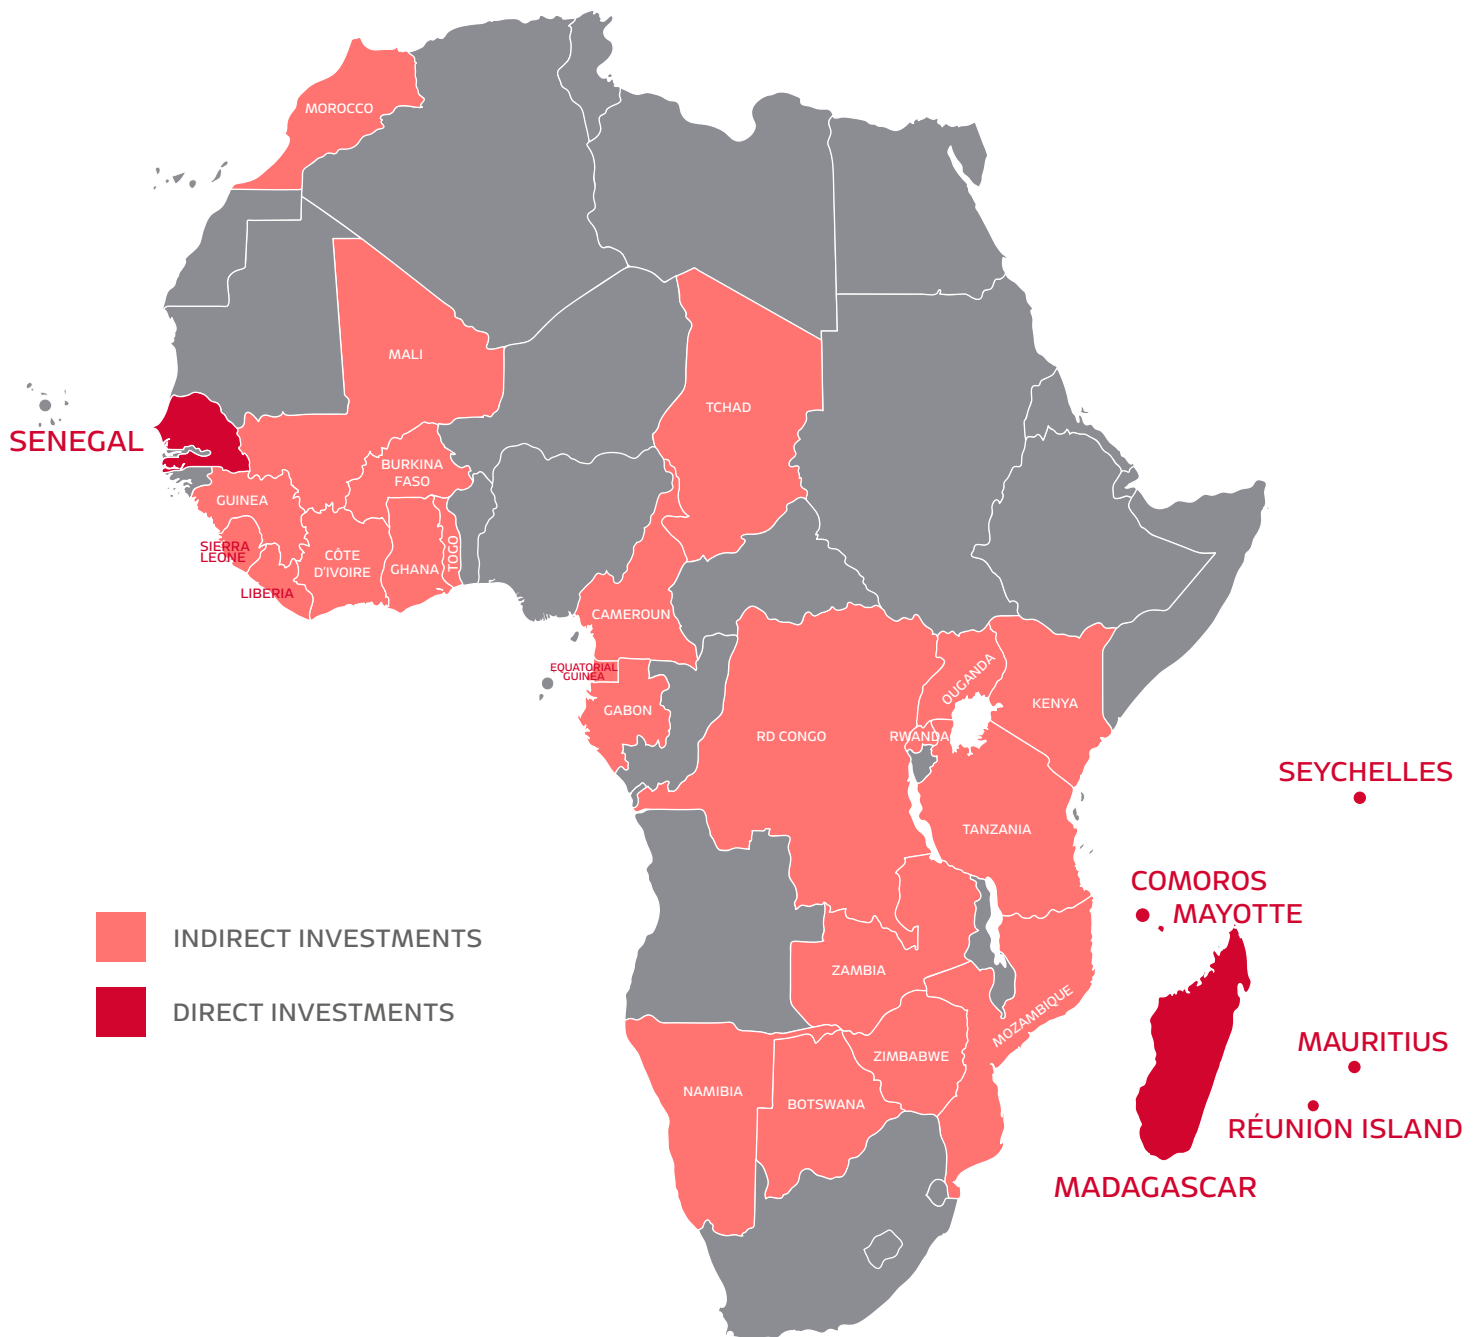 MOROCCO
MALI
TCHAD
SENEGAL
BURKINA
FASO
GUINEA
SIERRA
LEONE
CÔTE
D'IVOIRE
GHANA
TOGO
LIBERIA
CAMEROUN
EQUATORIAL
GUINEA
GABON
RD CONGO
OUGANDA
RWANDA
KENYA
TANZANIA
SEYCHELLES
COMOROS
MAYOTTE
INDIRECT INVESTMENTS
DIRECT INVESTMENTS
ZAMBIA
MOZAMBIQUE
ZIMBABWE
NAMIBIA
BOTSWANA
MAURITIUS
RÉUNION ISLAND
MADAGASCAR